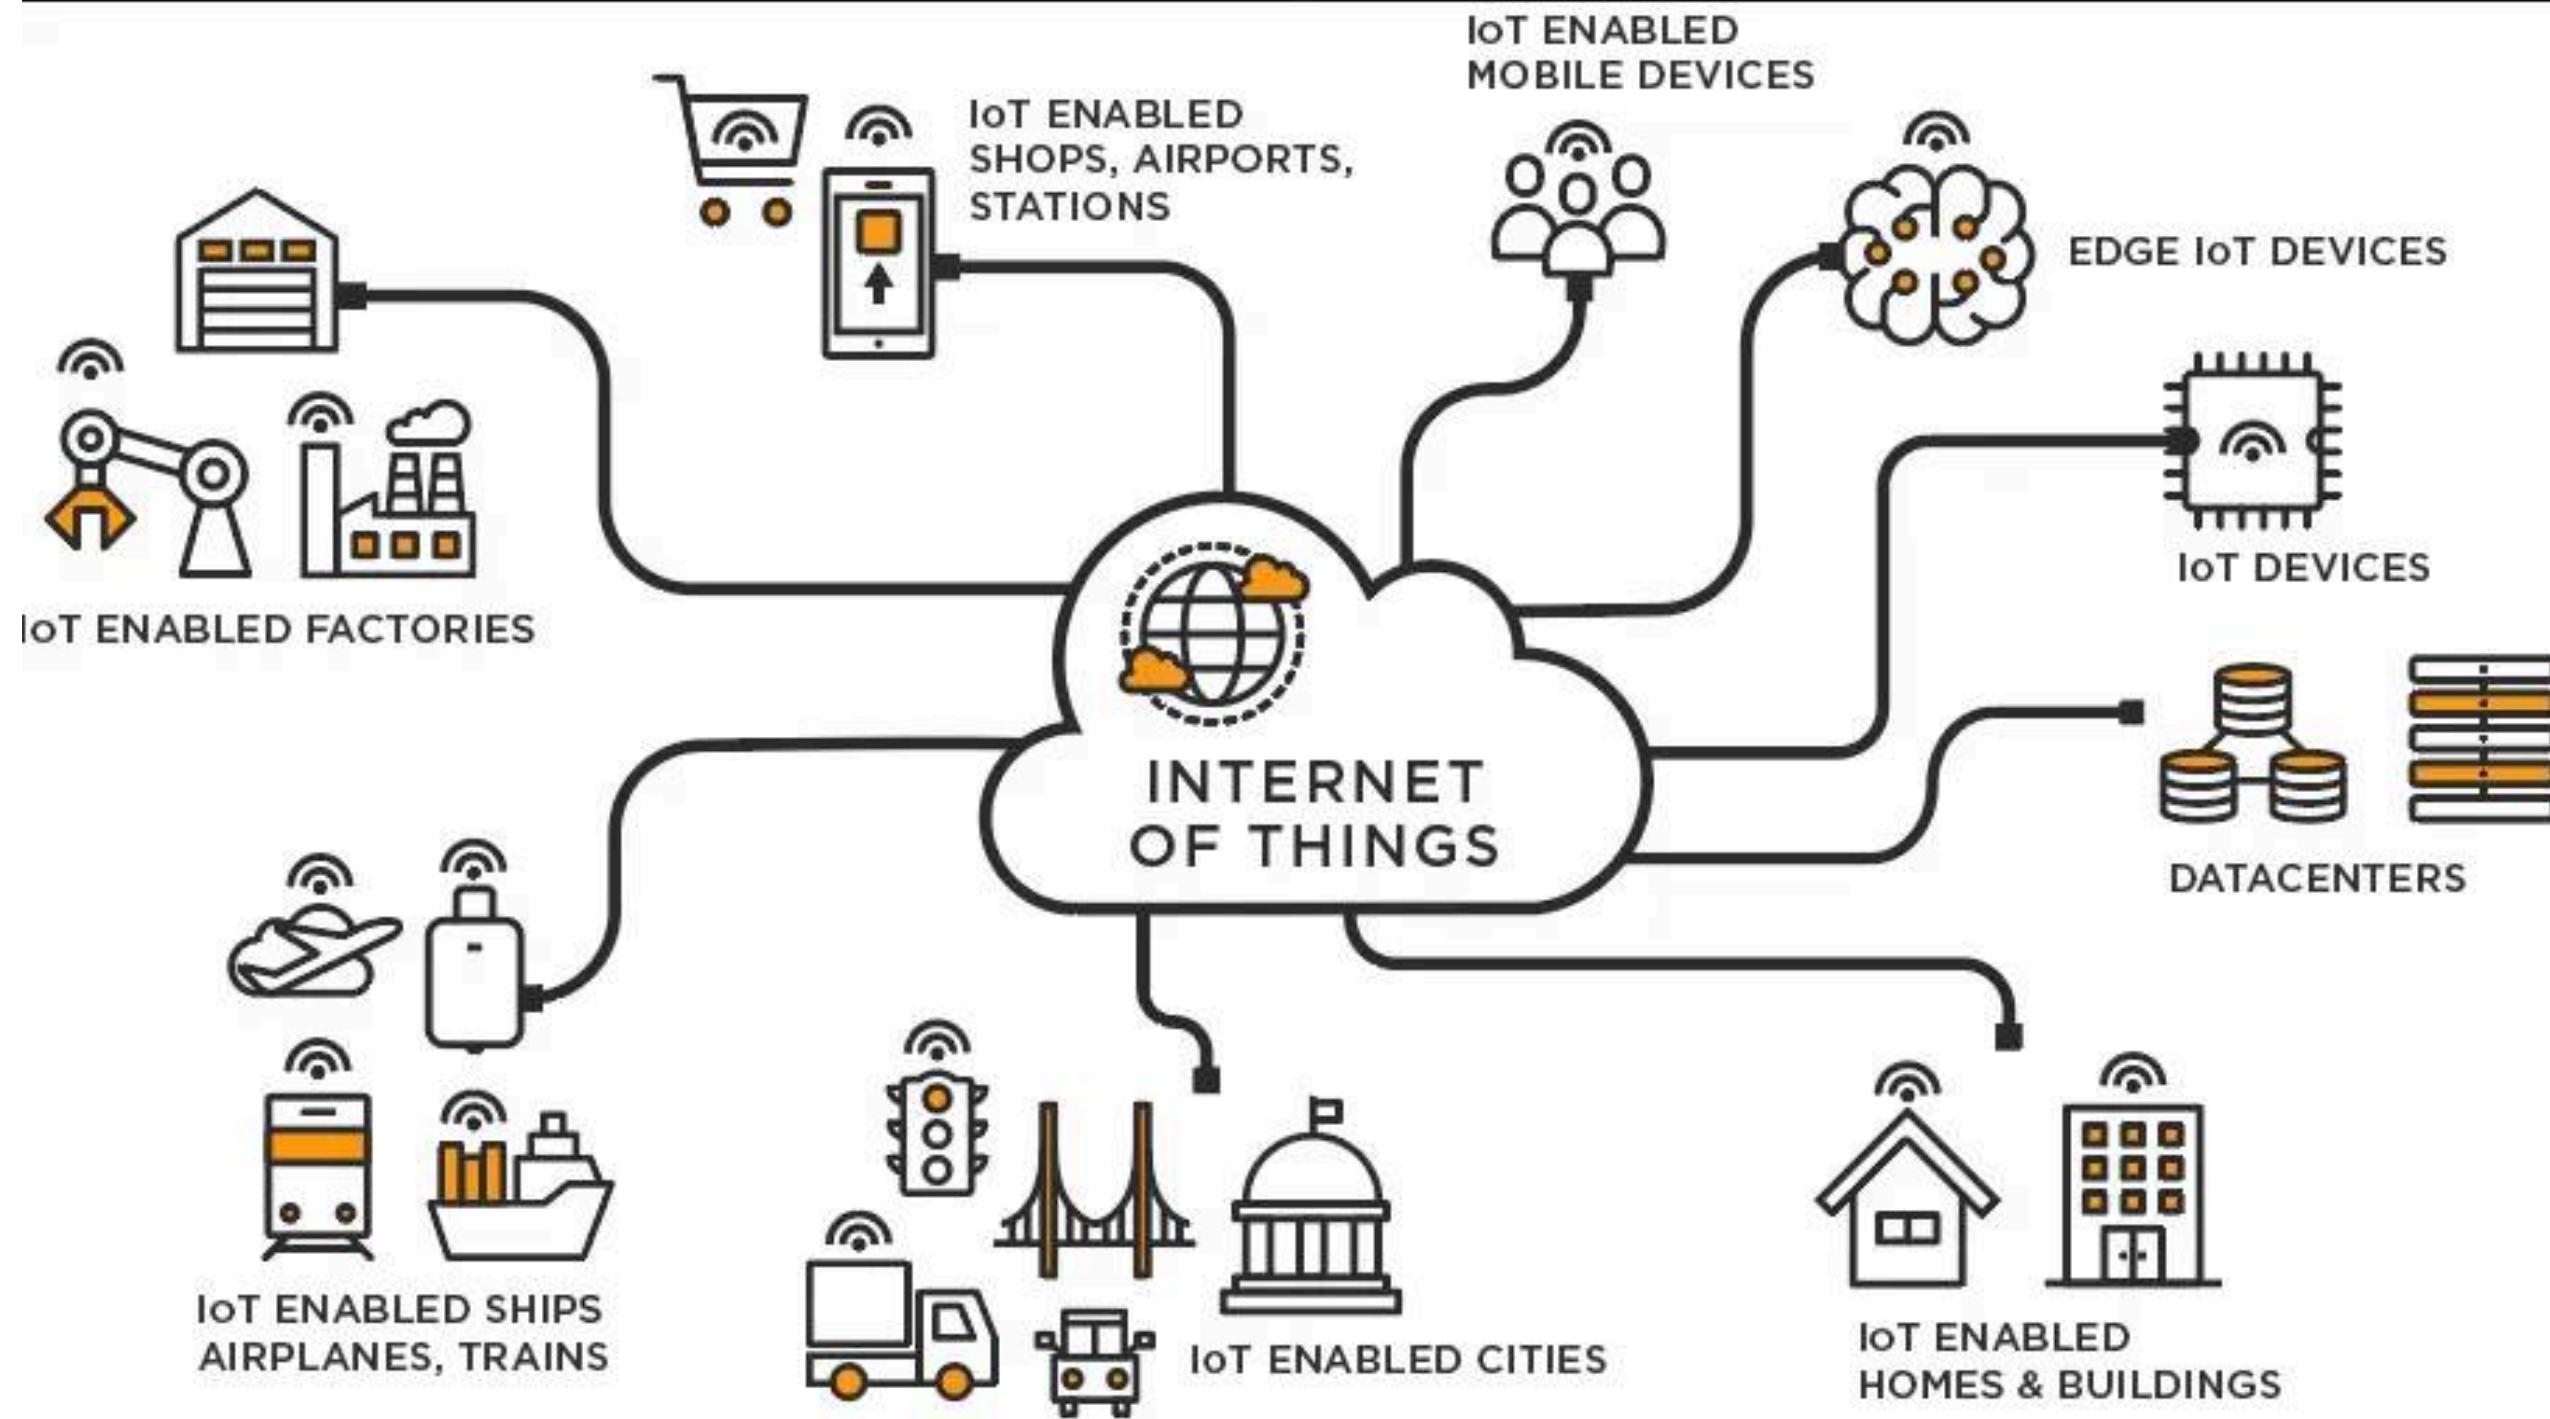 IoT ENABLED
MOBILE DEVICES
IoT ENABLED
SHOPS, AIRPORTS,
STATIONS
EDGE IoT DEVICES
IoT DEVICES
IoT ENABLED FACTORIES
INTERNET
OF THINGS
DATACENTERS
IoT ENABLED SHIPS
AIRPLANES, TRAINS
IoT ENABLED CITIES
IoT ENABLED
HOMES & BUILDINGS